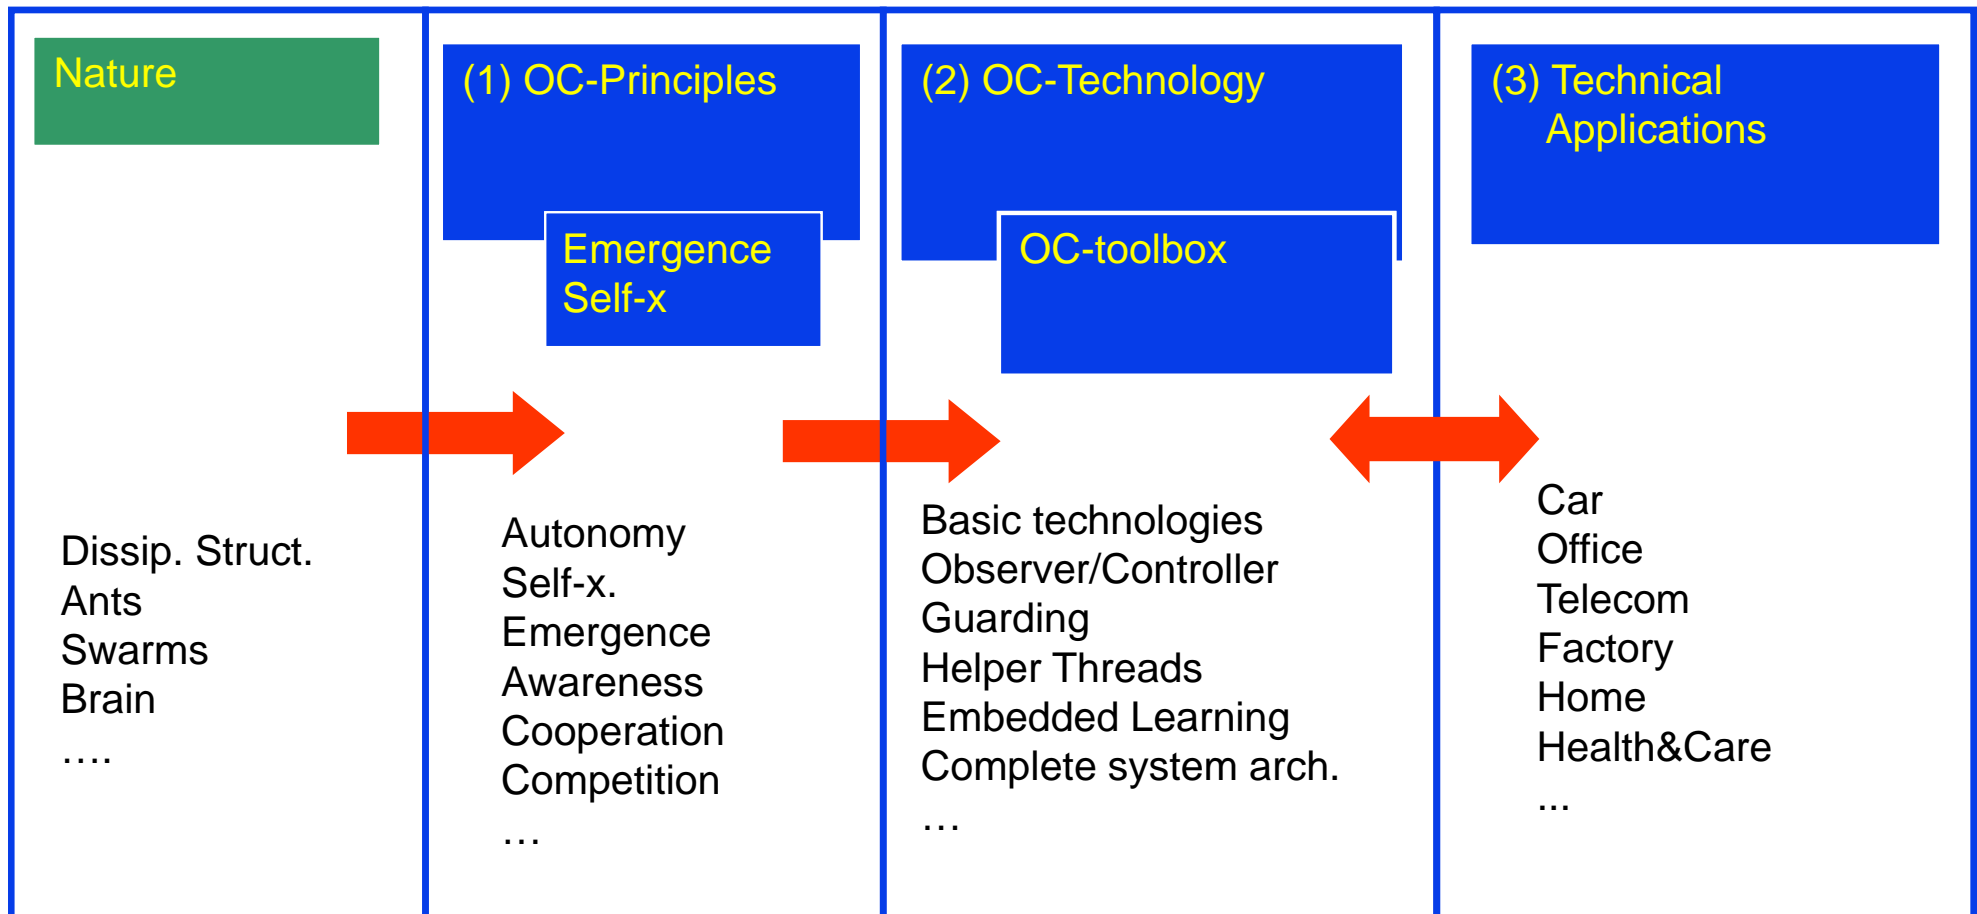 Nature
Dissip. Struct.
Ants
Swarms
Brain
....
(1) OC-Principles
Emergence
Self-x
Autonomy
Self-x.
Emergence
Awareness
Cooperation
Competition
…
(2) OC-Technology
OC-toolbox
Basic technologies
Observer/Controller
Guarding
Helper Threads
Embedded Learning
Complete system arch.
…
(3) Technical
Applications
Car
Office
Telecom
Factory
Home
Health&Care
...